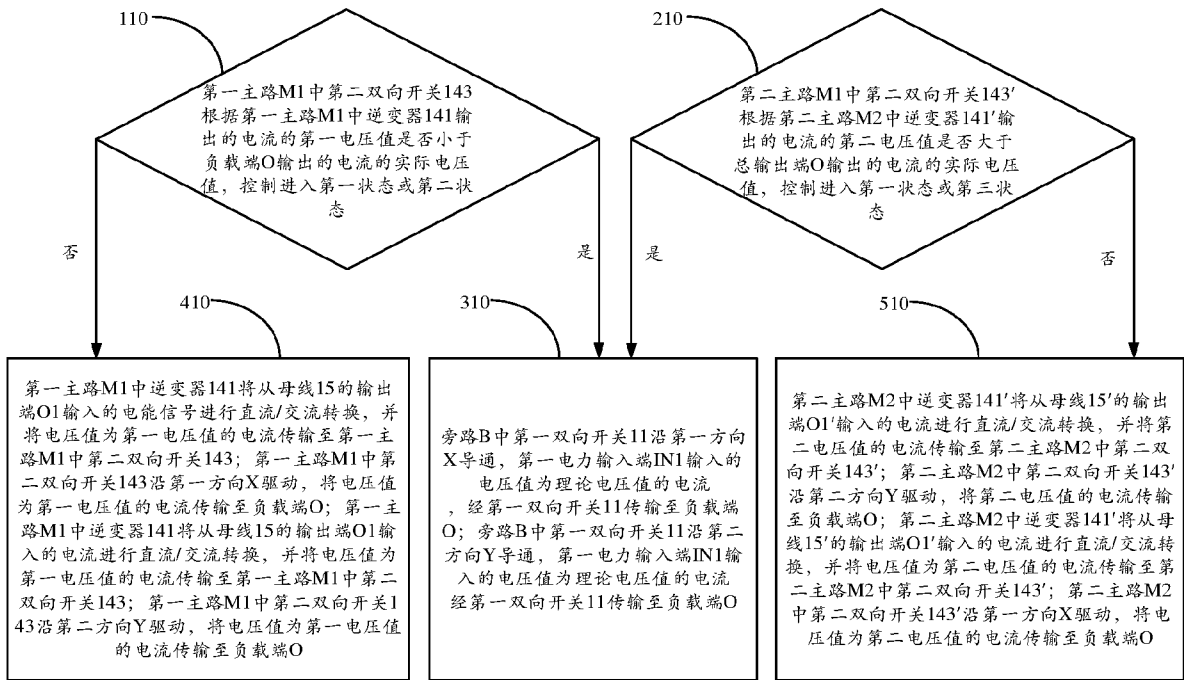 110
210
第一主路M1中第二双向开关143
根据第一主路M1中逆变器141输
出的电流的第一电压值是否小于
负载端O输出的电流的实际电压
值，控制进入第一状态或第二状
态
第二主路M1中第二双向开关143′
根据第二主路M2中逆变器141′输
出的电流的第二电压值是否大于
总输出端O输出的电流的实际电压
值，控制进入第一状态或第三状
态
否
是
是
否
410
310
510
第一主路M1中逆变器141将从母线15的输出
端O1输入的电能信号进行直流/交流转换，并
将电压值为第一电压值的电流传输至第一主
路M1中第二双向开关143；第一主路M1中第
二双向开关143沿第一方向X驱动，将电压值
为第一电压值的电流传输至负载端O；第一主
路M1中逆变器141将从母线15的输出端O1输
入的电流进行直流/交流转换，并将电压值为
第一电压值的电流传输至第一主路M1中第二
双向开关143；第一主路M1中第二双向开关1
43沿第二方向Y驱动，将电压值为第一电压值
的电流传输至负载端O
旁路B中第一双向开关11沿第一方向
X导通，第一电力输入端IN1输入的
电压值为理论电压值的电流
，经第一双向开关11传输至负载端
O；旁路B中第一双向开关11沿第二
方向Y导通，第一电力输入端IN1输
入的电压值为理论电压值的电流
经第一双向开关11传输至负载端O
第二主路M2中逆变器141′将从母线15′的输出
端O1′输入的电流进行直流/交流转换，并将第
二电压值的电流传输至第二主路M2中第二双
向开关143′；第二主路M2中第二双向开关143′
沿第二方向Y驱动，将第二电压值的电流传输
至负载端O；第二主路M2中逆变器141′将从母
线15′的输出端O1′输入的电流进行直流/交流转
换，并将电压值为第二电压值的电流传输至第
二主路M2中第二双向开关143′；第二主路M2
中第二双向开关143′沿第一方向X驱动，将电
压值为第二电压值的电流传输至负载端O